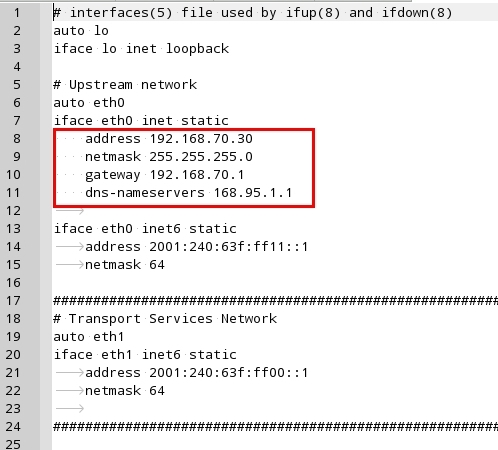 1 # interfaces(5) file used by ifup(8) and ifdown(8)
2 auto lo
3 iface lo inet loopback
4
5 # Upstream network
6 auto eth0
7 iface eth0 inet static
8 address 192.168.70.30
9 netmask 255.255.255.0
10 gateway 192.168.70.1
11 dns-nameservers 168.95.1.1
12
13 iface eth0 inet6 static
14 address 2001:240:63f:ff11::1
15 netmask 64
16
17 ########################################################
18 # Transport Services Network
19 auto eth1
20 iface eth1 inet6 static
21 address 2001:240:63f:ff00::1
22 netmask 64
23
24 ########################################################
25